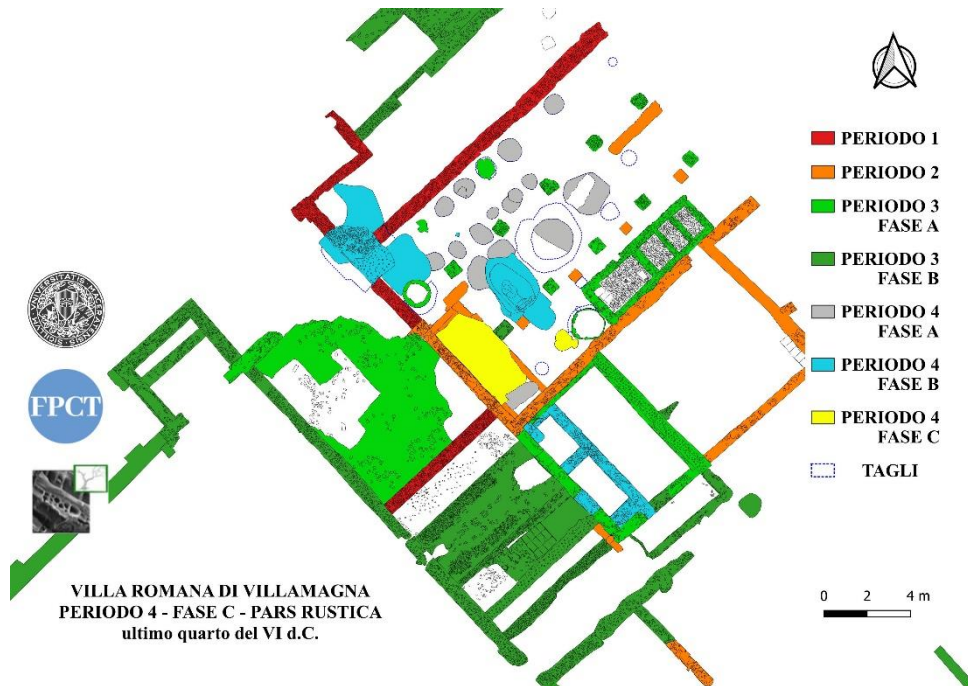 PERIODO 1
PERIODO 2
PERIODO 3
FASE A
PERIODO 3
FASE B
PERIODO 4
FASE A
PERIODO 4
FASE B
PERIODO 4
FASE C
TAGLI
FPCT
VILLA ROMANA DI VILLAMAGNA
PERIODO 4 - FASE C - PARS RUSTICA
ultimo quarto del VI d.C.
0 2 4 m